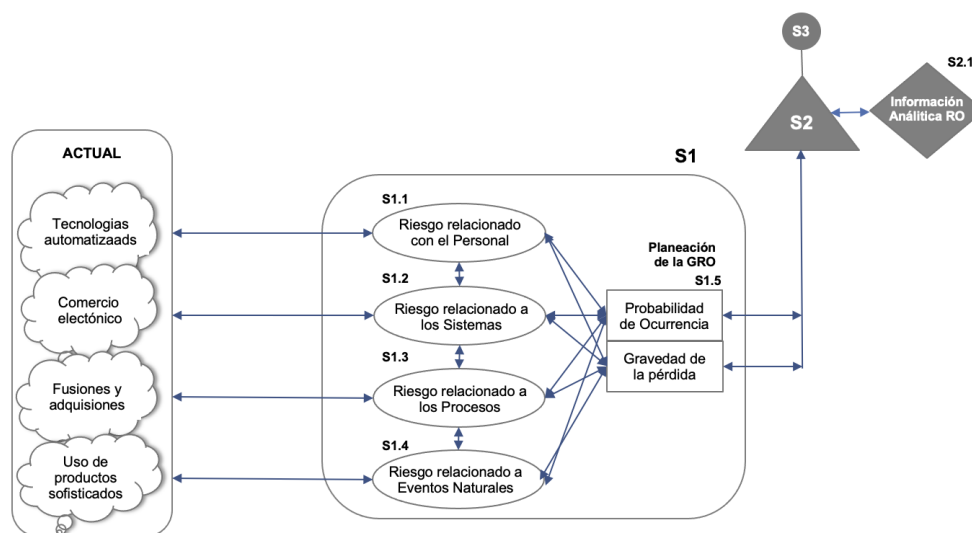 S3
S2.1
Información
Análitica RO
S2
ACTUAL
S1
S1.1
Tecnologías
automatizaads
Riesgo relacionado
con el Personal
Planeación
de la GRO
S1.5
S1.2
Comercio
electónico
Riesgo relacionado a
los Sistemas
Probabilidad
de Ocurrencia
S1.3
Gravedad de
la pérdida
Fusiones y
adquisiones
Riesgo relacionado a
los Procesos
S1.4
Uso de
productos
sofisticados
Riesgo relacionado a
Eventos Naturales